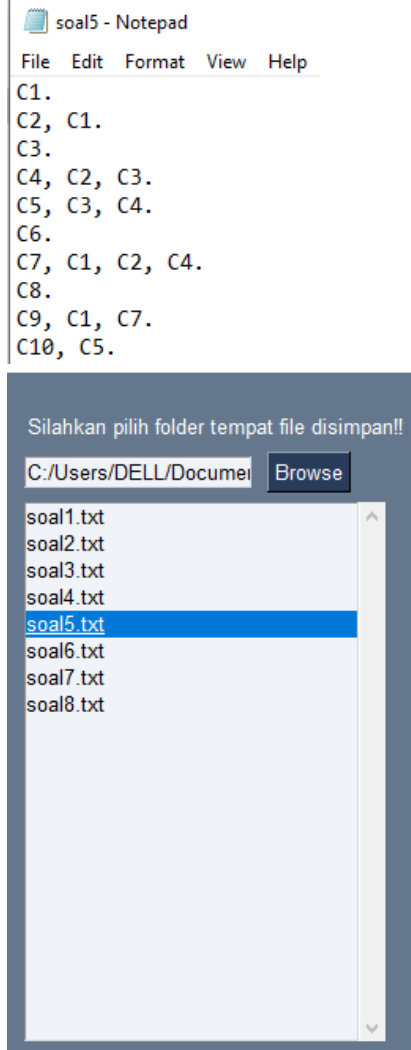 soal5 - Notepad
File Edit Format View Help
C1.
C2, C1.
C3.
C4, C2, C3.
C5, C3, C4.
C6.
C7, C1, C2, C4.
C8.
C9, C1, C7.
C10, C5.
Silahkan pilih folder tempat file disimpan!!
C:/Users/DELL/Documen Browse
soal1.txt
soal2.txt
soal3.txt
soal4.txt
soal5.txt
soal6.txt
soal7.txt
soal8.txt